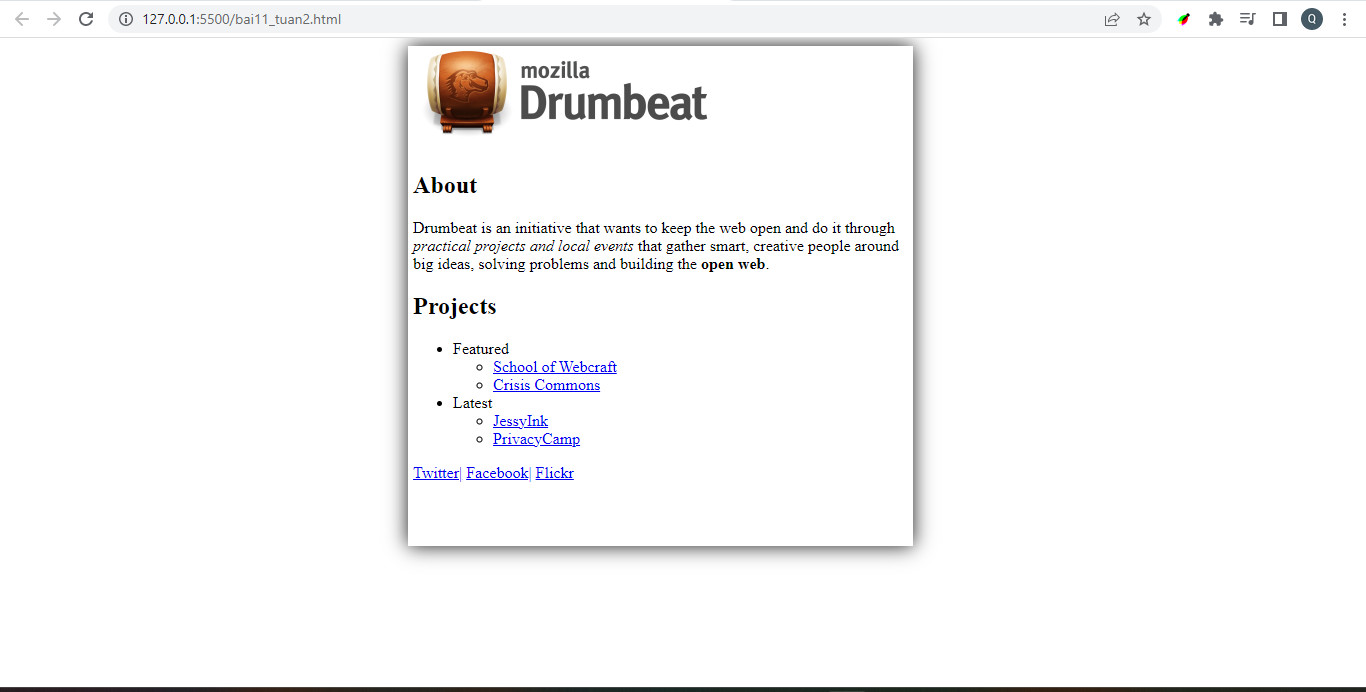 127.0.0.1:5500/bai11_tuan2.html
Q
mozilla
Drumbeat
About
Drumbeat is an initiative that wants to keep the web open and do it through
practical projects and local events that gather smart, creative people around
big ideas, solving problems and building the open web.
Projects
Featured
School of Webcraft
Crisis Commons
Latest
JessyInk
PrivacyCamp
Twitter| Facebook| Flickr